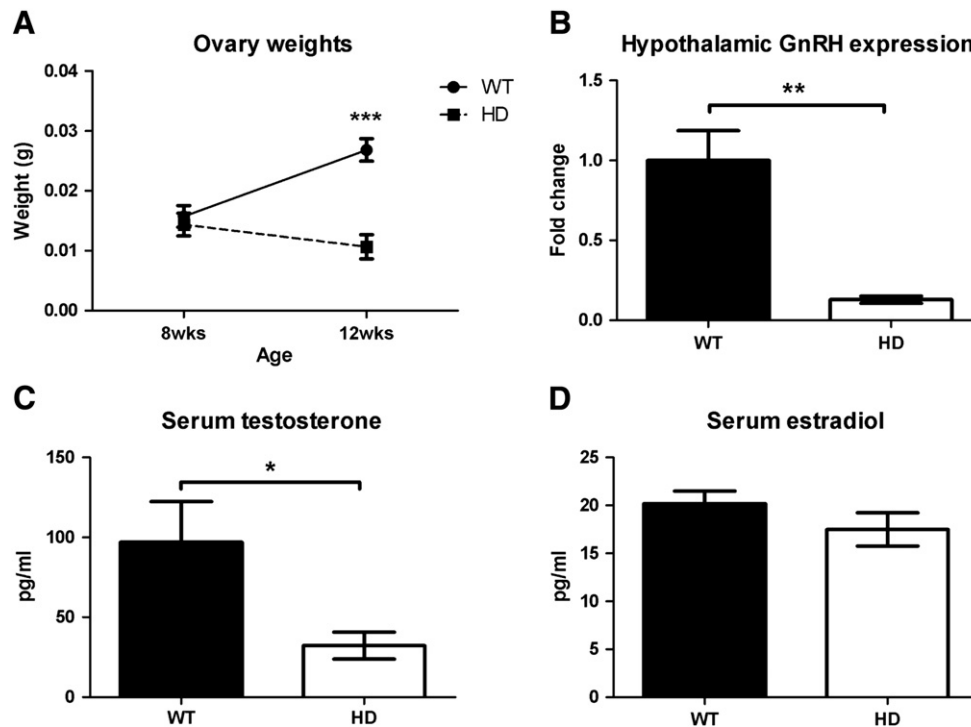 A
Ovary weights
0.04
0.03
0.02
0.01
0.00
Weight (g)
8wks
12wks
Age
***
WT
HD
B
Hypothalamic GnRH expression
1.5
1.0
0.5
0.0
Fold change
**
WT
HD
C
Serum testosterone
150
100
50
0
pg/ml
*
WT
HD
D
Serum estradiol
25
20
15
10
5
0
pg/ml
WT
HD